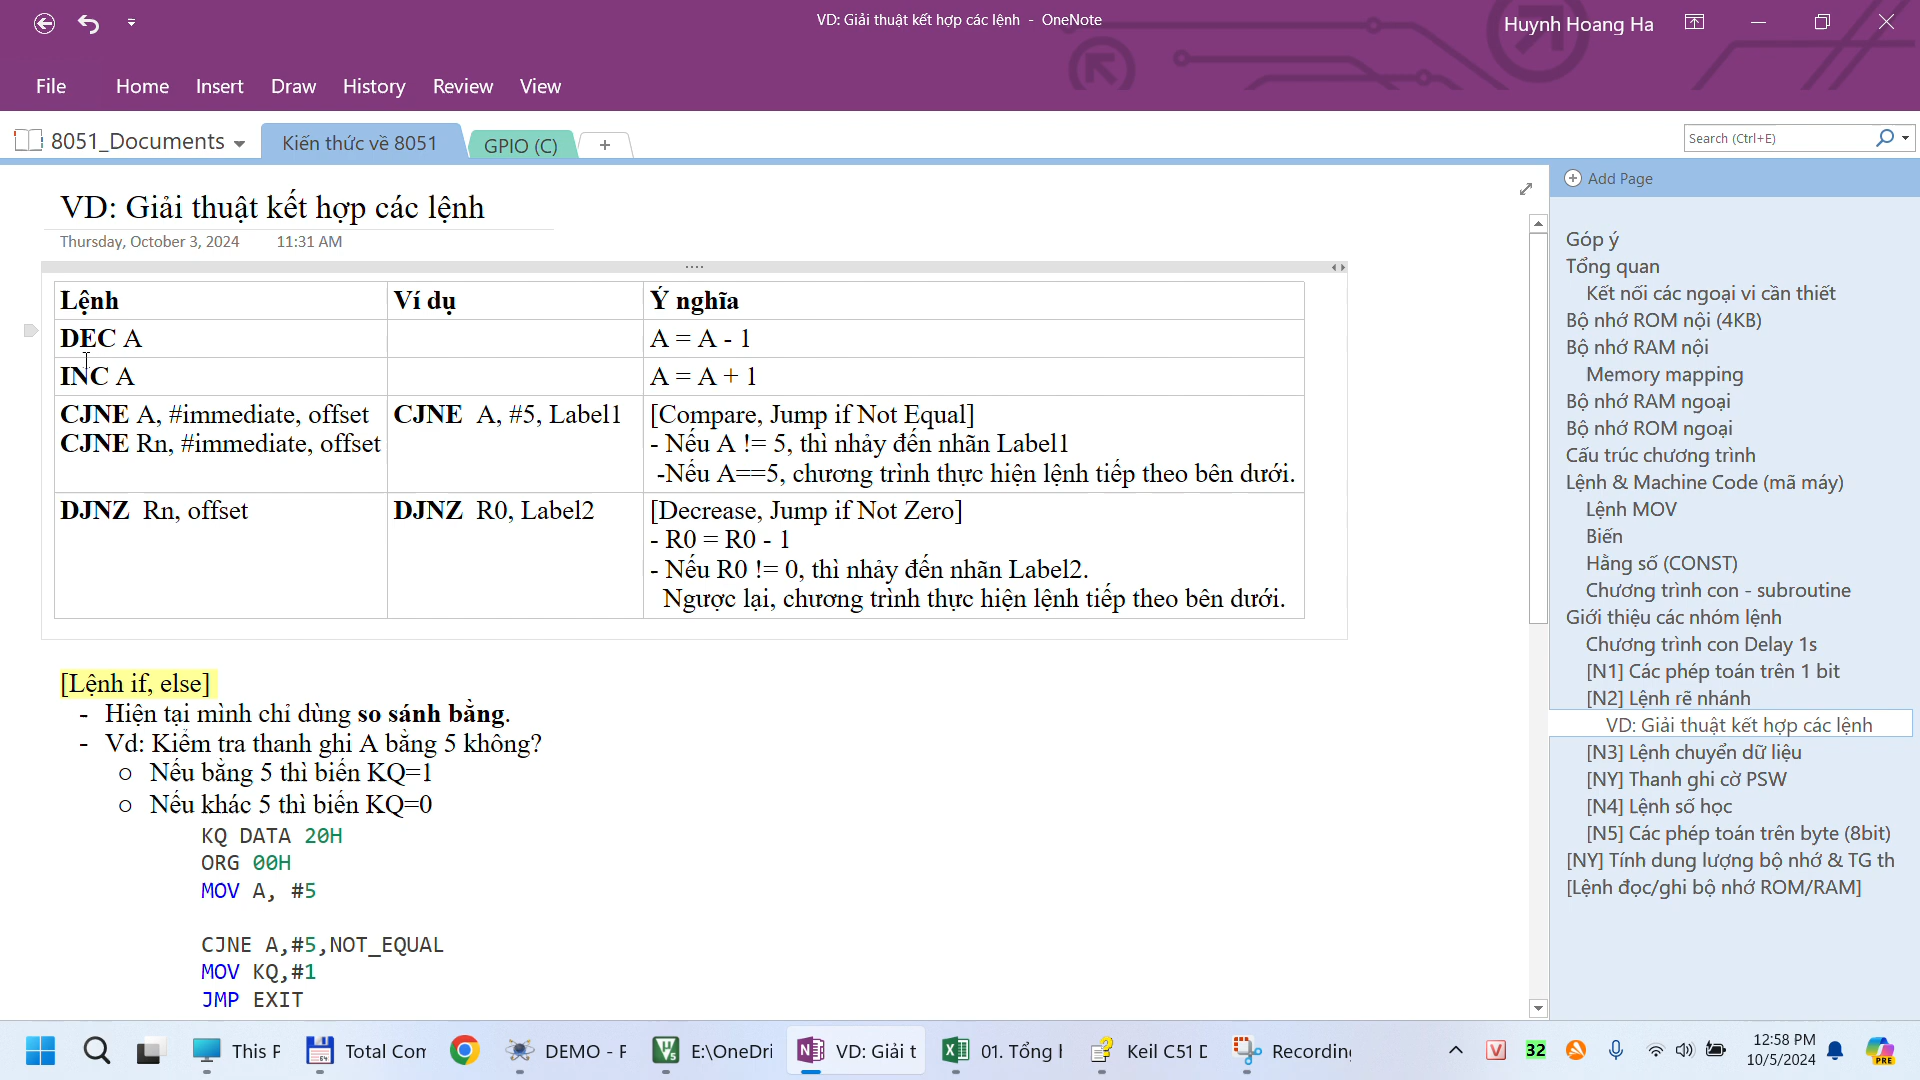 VD: Giải thuật kết hợp các lệnh - OneNote
Huynh Hoang Ha
File Home Insert Draw History Review View
8051_Documents
Kiến thức về 8051
GPIO (C)
+
Search (Ctrl+E)
VD: Giải thuật kết hợp các lệnh
Thursday, October 3, 2024 11:31 AM
Lệnh Ví dụ Ý nghĩa
DEC A A = A - 1
INC A A = A + 1
CJNE A, #immediate, offset
CJNE Rn, #immediate, offset
CJNE A, #5, Label1
[Compare, Jump if Not Equal]
- Nếu A != 5, thì nhảy đến nhãn Label1
-Nếu A==5, chương trình thực hiện lệnh tiếp theo bên dưới.
DJNZ Rn, offset
DJNZ R0, Label2
[Decrease, Jump if Not Zero]
- R0 = R0 - 1
- Nếu R0 != 0, thì nhảy đến nhãn Label2.
Ngược lại, chương trình thực hiện lệnh tiếp theo bên dưới.
[Lệnh if, else]
- Hiện tại mình chỉ dùng so sánh bằng.
- Vd: Kiểm tra thanh ghi A bằng 5 không?
o Nếu bằng 5 thì biến KQ=1
o Nếu khác 5 thì biến KQ=0
KQ DATA 20H
ORG 00H
MOV A, #5
CJNE A,#5,NOT_EQUAL
MOV KQ,#1
JMP EXIT
Add Page
Góp ý
Tổng quan
Kết nối các ngoại vi cần thiết
Bộ nhớ ROM nội (4KB)
Bộ nhớ RAM nội
Memory mapping
Bộ nhớ RAM ngoại
Bộ nhớ ROM ngoại
Cấu trúc chương trình
Lệnh & Machine Code (mã máy)
Lệnh MOV
Biến
Hằng số (CONST)
Chương trình con - subroutine
Giới thiệu các nhóm lệnh
Chương trình con Delay 1s
[N1] Các phép toán trên 1 bit
[N2] Lệnh rẽ nhánh
VD: Giải thuật kết hợp các lệnh
[N3] Lệnh chuyển dữ liệu
[NY] Thanh ghi cờ PSW
[N4] Lệnh số học
[N5] Các phép toán trên byte (8bit)
[NY] Tính dung lượng bộ nhớ & TG th
[Lệnh đọc/ghi bộ nhớ ROM/RAM]
This P
64
Total Com
DEMO - F
E:\OneDri
VD: Giải t
01. Tổng h
Keil C51 D
Recording
V
32
12:58 PM
10/5/2024
PRE